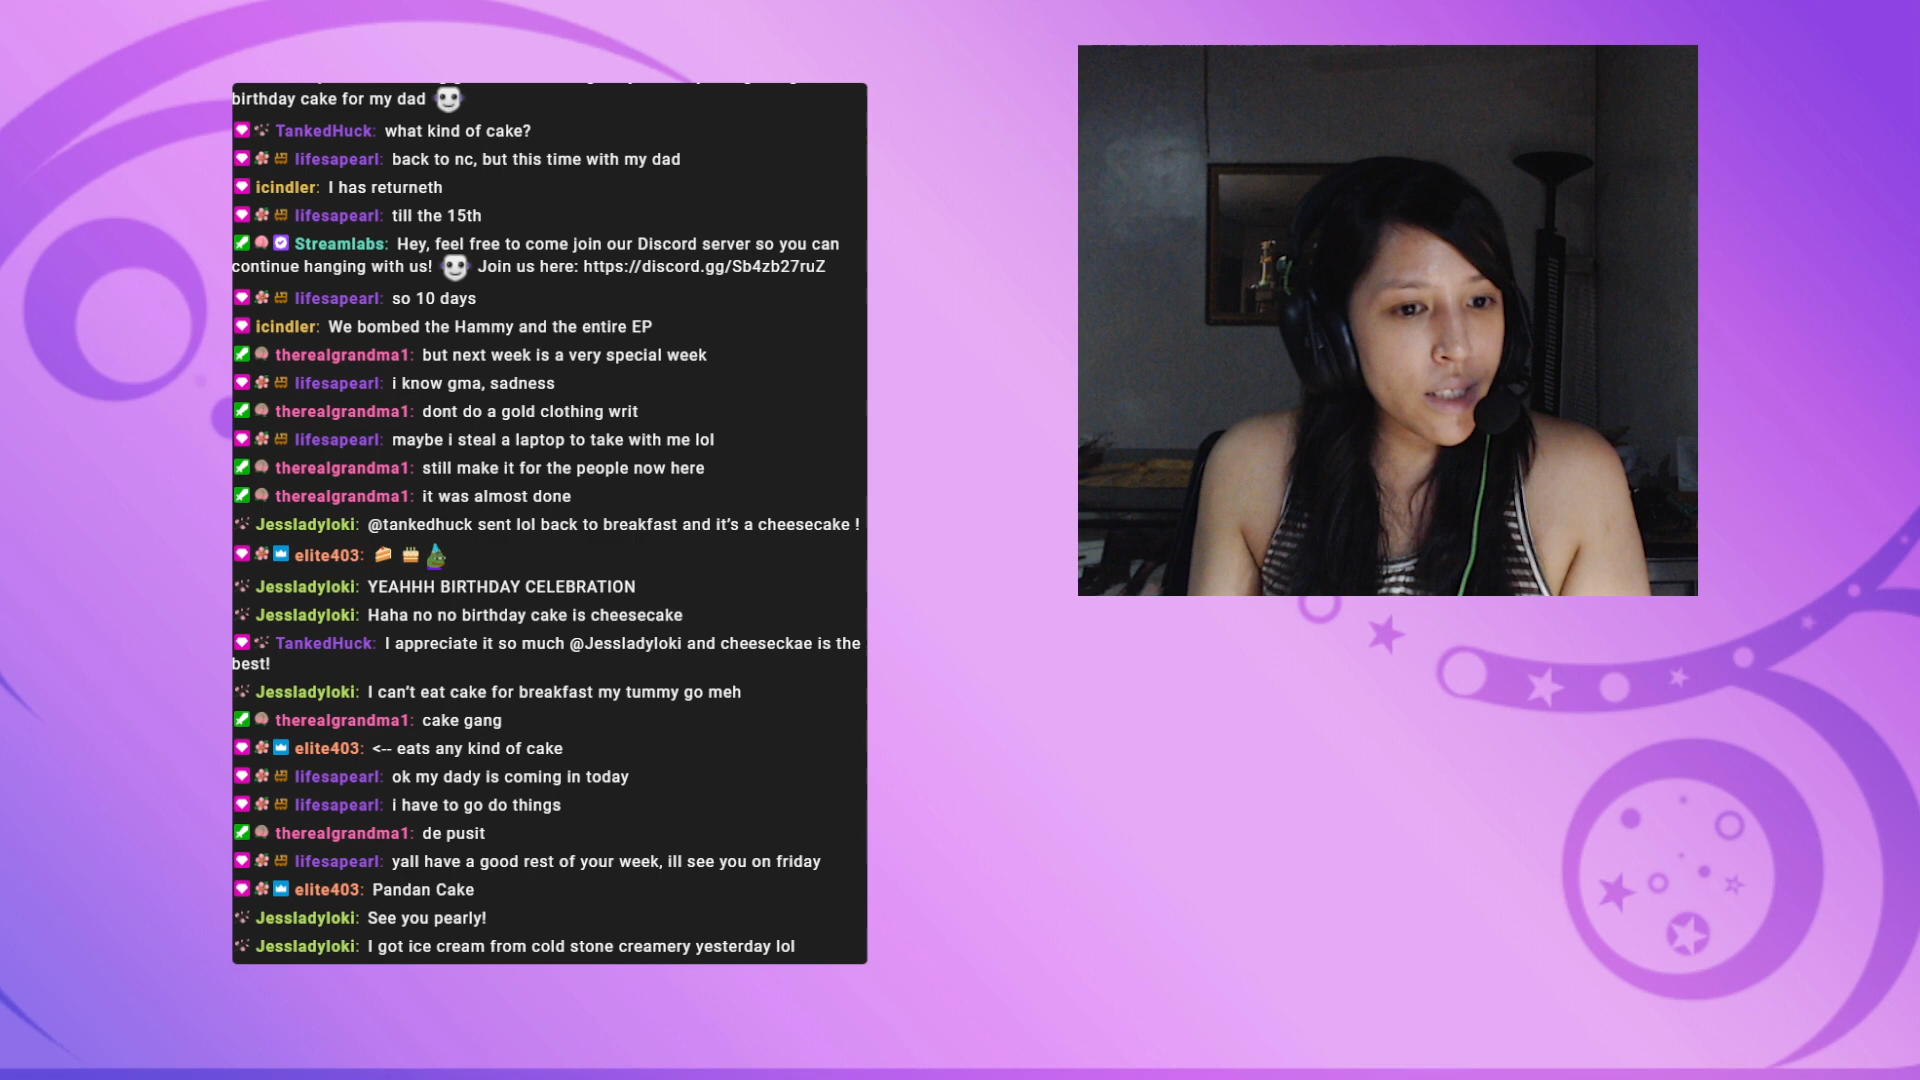 birthday cake for my dad
TankedHuck: what kind of cake?
lifesapearl: back to nc, but this time with my dad
icindler: I has returneth
lifesapearl: till the 15th
Streamlabs: Hey, feel free to come join our Discord server so you can
continue hanging with us! Join us here: https://discord.gg/Sb4zb27ruZ
lifesapearl: so 10 days
icindler: We bombed the Hammy and the entire EP
therealgrandma1: but next week is a very special week
lifesapearl: i know gma, sadness
therealgrandma1: dont do a gold clothing writ
lifesapearl: maybe i steal a laptop to take with me lol
therealgrandma1: still make it for the people now here
therealgrandma1: it was almost done
Jessladyloki: @tankedhuck sent lol back to breakfast and it’s a cheesecake !
elite403:
Jessladyloki: YEAHHH BIRTHDAY CELEBRATION
Jessladyloki: Haha no no birthday cake is cheesecake
TankedHuck: I appreciate it so much @Jessladyloki and cheeseckae is the
best!
Jessladyloki: I can’t eat cake for breakfast my tummy go meh
therealgrandma1: cake gang
elite403: <-- eats any kind of cake
lifesapearl: ok my dady is coming in today
lifesapearl: i have to go do things
therealgrandma1: de pusit
lifesapearl: yall have a good rest of your week, ill see you on friday
elite403: Pandan Cake
Jessladyloki: See you pearly!
Jessladyloki: I got ice cream from cold stone creamery yesterday lol